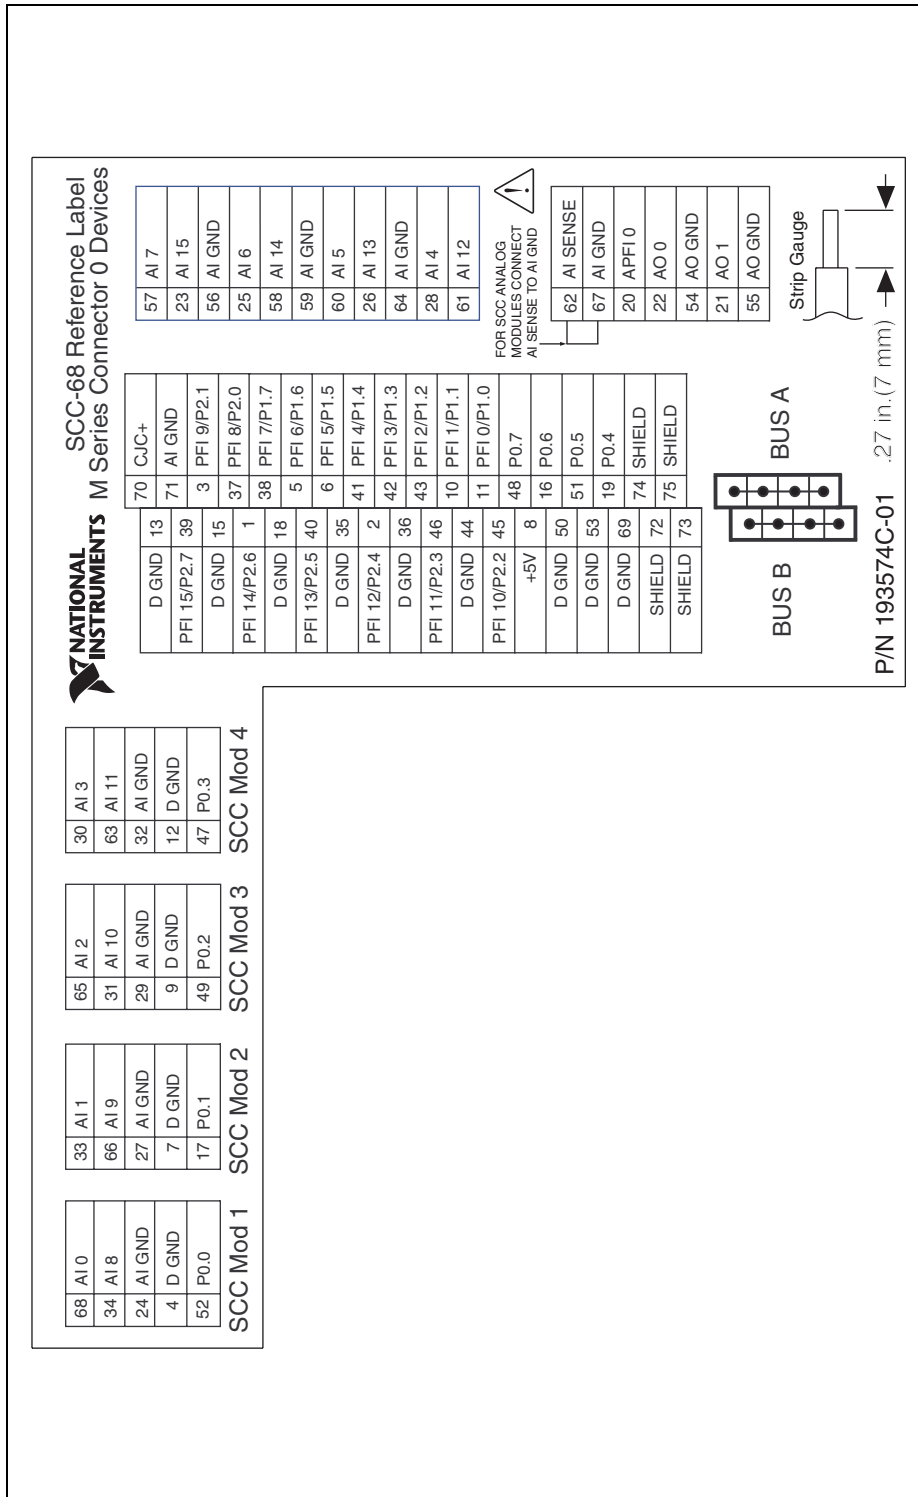 68 AI 0
34 AI 8
24 AI GND
4 D GND
52 P0.0
SCC Mod 1
33 AI 1
66 AI 9
27 AI GND
7 D GND
17 P0.1
SCC Mod 2
65 AI 2
31 AI 10
29 AI GND
9 D GND
49 P0.2
SCC Mod 3
30 AI 3
63 AI 11
32 AI GND
12 D GND
47 P0.3
SCC Mod 4
NATIONAL
INSTRUMENTS
SCC-68 Reference Label
M Series Connector 0 Devices
D GND 13
PFI 15/P2.7 39
D GND 15
PFI 14/P2.6 1
D GND 18
PFI 13/P2.5 40
D GND 35
PFI 12/P2.4 2
D GND 36
PFI 11/P2.3 46
D GND 44
PFI 10/P2.2 45
+5V 8
D GND 50
D GND 53
D GND 69
SHIELD 72
SHIELD 73
70 CJC+
71 AI GND
3 PFI 9/P2.1
37 PFI 8/P2.0
38 PFI 7/P1.7
5 PFI 6/P1.6
6 PFI 5/P1.5
41 PFI 4/P1.4
42 PFI 3/P1.3
43 PFI 2/P1.2
10 PFI 1/P1.1
11 PFI 0/P1.0
48 P0.7
16 P0.6
51 P0.5
19 P0.4
74 SHIELD
75 SHIELD
57 AI 7
23 AI 15
56 AI GND
25 AI 6
58 AI 14
59 AI GND
60 AI 5
26 AI 13
64 AI GND
28 AI 4
61 AI 12
FOR SCC ANALOG
MODULES CONNECT
AI SENSE TO AI GND
!
62 AI SENSE
67 AI GND
20 APFI 0
22 AO 0
54 AO GND
21 AO 1
55 AO GND
BUS B
BUS A
Strip Gauge
P/N 193574C-01
.27 in.(7 mm)